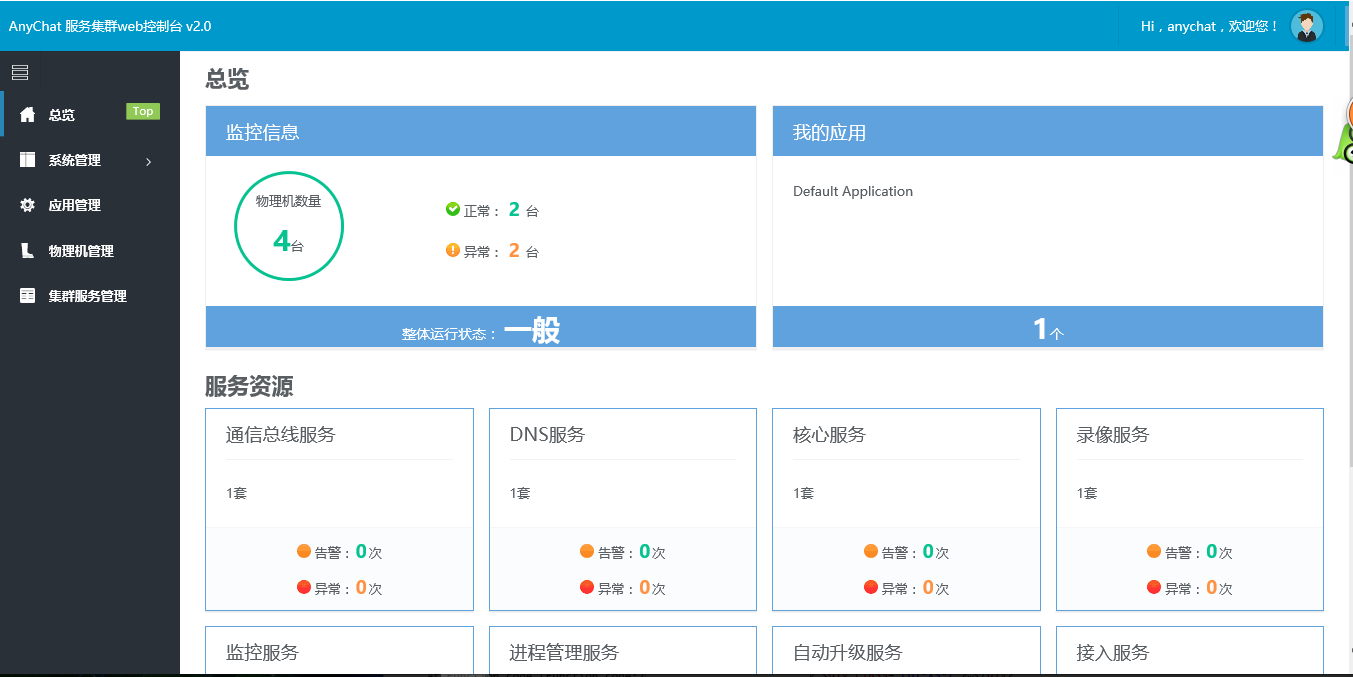 AnyChat 服务集群web控制台 v2.0
Hi，anychat，欢迎您！
总览
Top
系统管理
应用管理
物理机管理
集群服务管理
总览
监控信息
物理机数量
4台
正常： 2 台
异常： 2 台
整体运行状态： 一般
我的应用
Default Application
1个
服务资源
通信总线服务
1套
告警：0次
异常：0次
DNS服务
1套
告警：0次
异常：0次
核心服务
1套
告警：0次
异常：0次
录像服务
1套
告警：0次
异常：0次
监控服务
进程管理服务
自动升级服务
接入服务